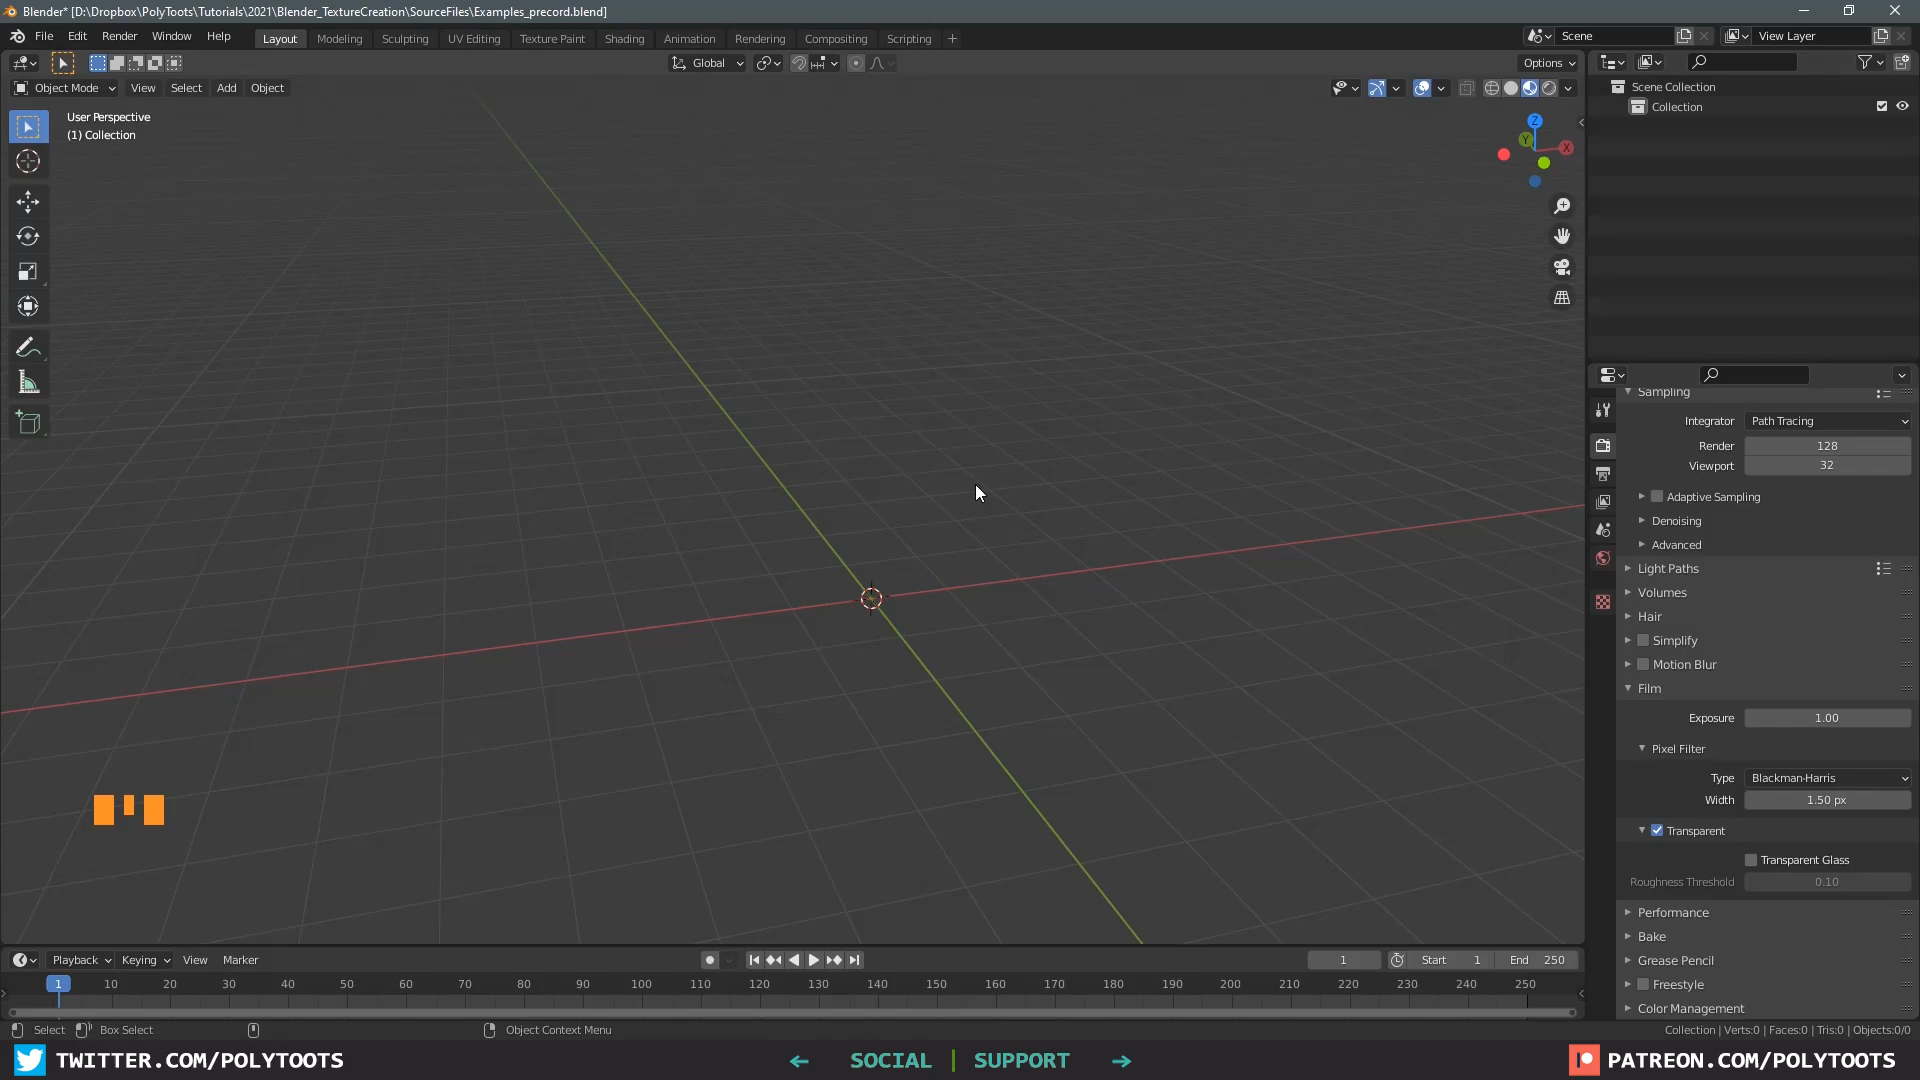 Blender* [D:\Dropbox\PolyToots\Tutorials\2021\Blender_TextureCreation\SourceFiles\Examples_precord.blend]
File Edit Render Window Help Layout Modeling Sculpting UV Editing Texture Paint Shading Animation Rendering Compositing Scripting + Scene View Layer
Global Options
Object Mode View Select Add Object
Scene Collection
Collection
User Perspective
(1) Collection
Z
Y
X
Sampling
Integrator Path Tracing
Render 128
Viewport 32
Adaptive Sampling
Denoising
Advanced
Light Paths
Volumes
Hair
Simplify
Motion Blur
Film
Exposure 1.00
Pixel Filter
Type Blackman-Harris
Width 1.50 px
Transparent
Transparent Glass
Roughness Threshold 0.10
Performance
Bake
Grease Pencil
Freestyle
Color Management
Playback Keying View Marker 1 Start 1 End 250
1 10 20 30 40 50 60 70 80 90 100 110 120 130 140 150 160 170 180 190 200 210 220 230 240 250
Select Box Select Object Context Menu Collection | Verts:0 | Faces:0 | Tris:0 | Objects:0/0
TWITTER.COM/POLYTOOTS ← SOCIAL | SUPPORT → PATREON.COM/POLYTOOTS